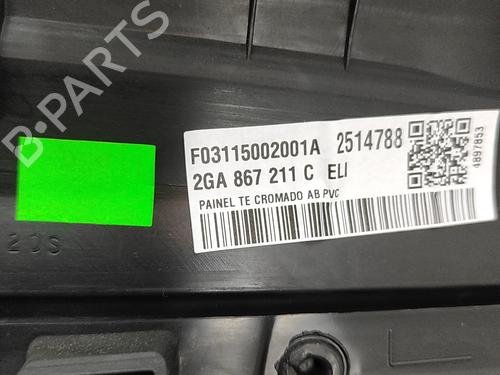 F03115002001A 2514788
2GA 867 211 C ELI
PAINEL TE CROMADO AB PVC
4897853
20S
B-PARTS